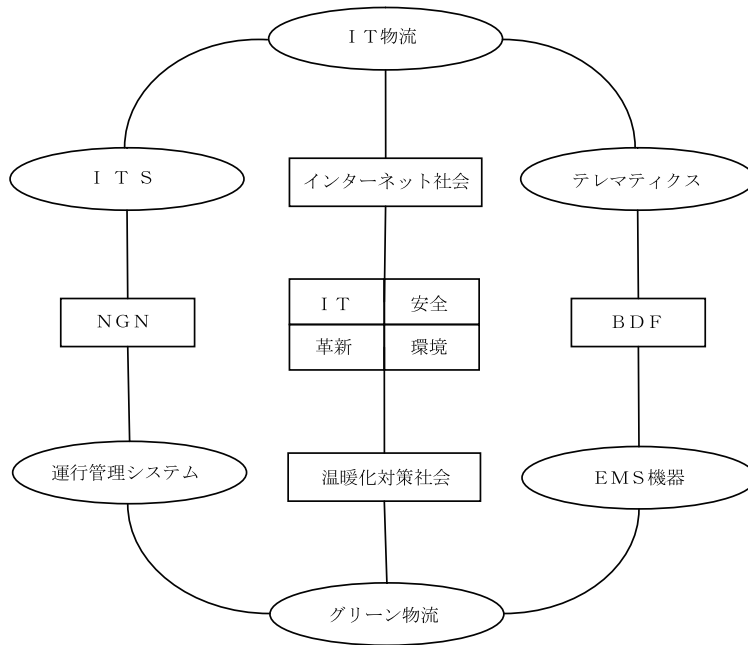 ＩＴ物流
ＩＴＳ
インターネット社会
テレマティクス
ＩＴ
安全
ＮＧＮ
ＢＤＦ
革新
環境
運行管理システム
温暖化対策社会
ＥＭＳ機器
グリーン物流